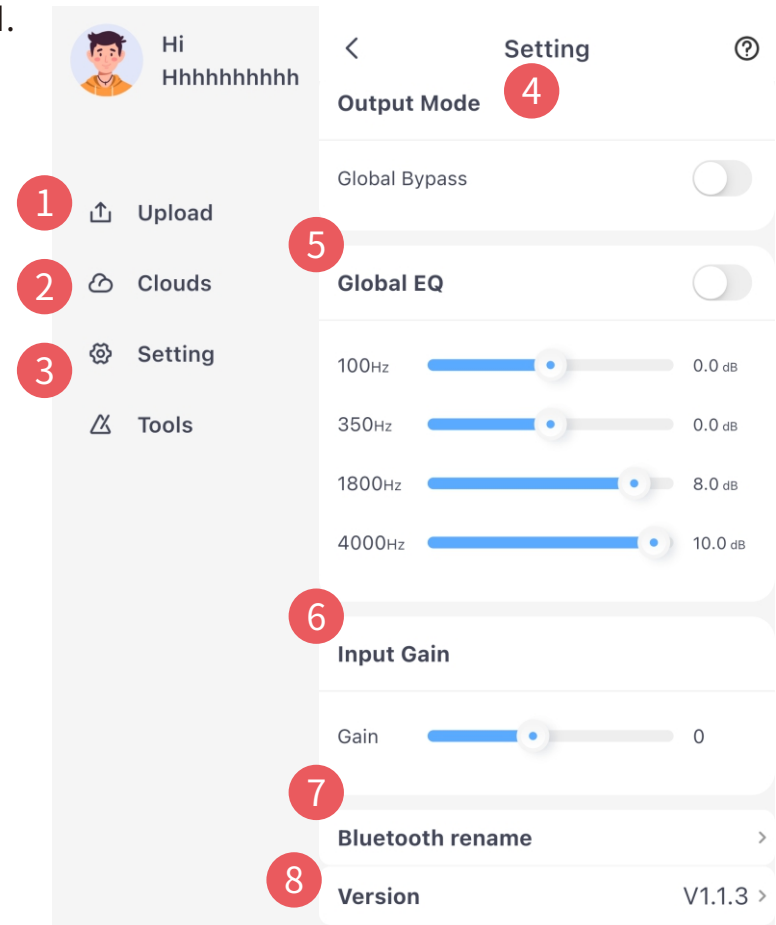 Hi
Hhhhhhhhhh
1
Upload
2
Clouds
3
Setting
Tools
Setting
4
Output Mode
Global Bypass
5
Global EQ
100Hz 0.0 dB
350Hz 0.0 dB
1800Hz 8.0 dB
4000Hz 10.0 dB
6
Input Gain
Gain 0
7
Bluetooth rename
8
Version V1.1.3